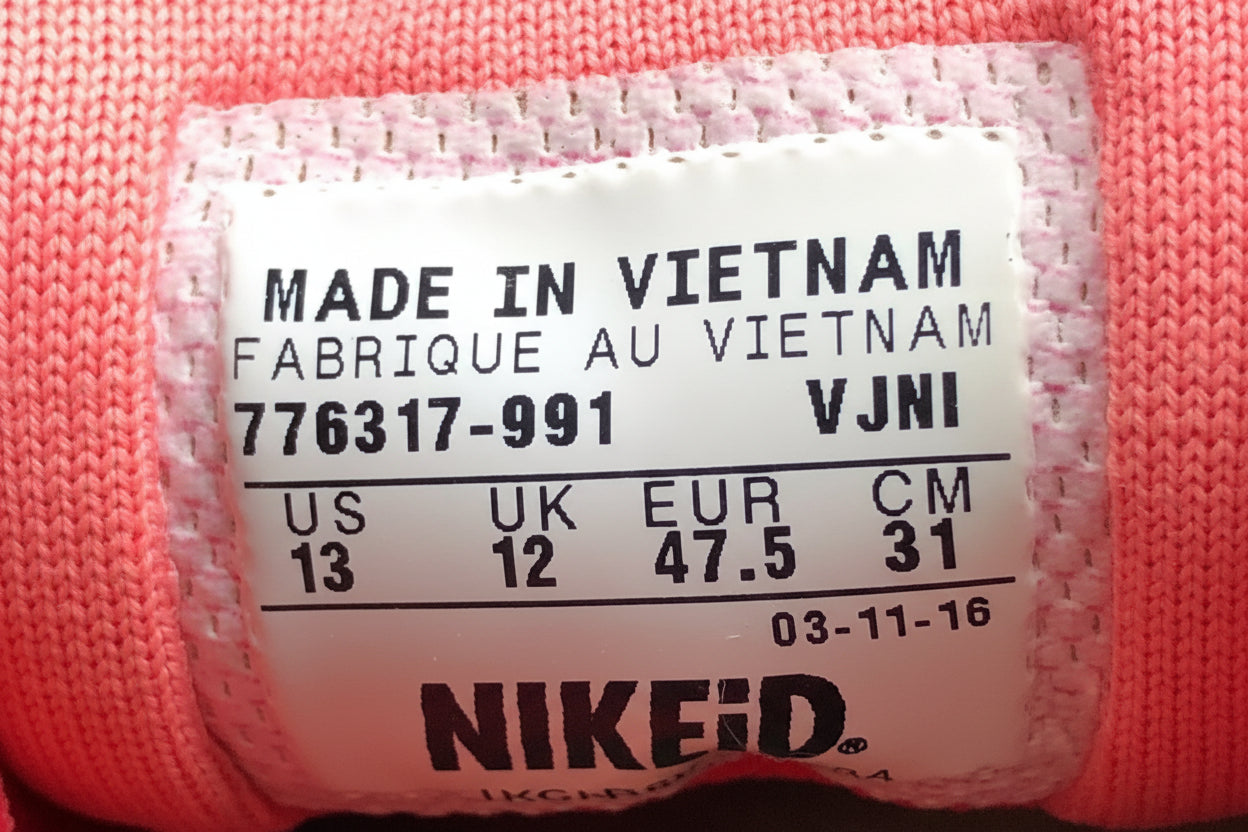 MADE IN VIETNAM
FABRIQUE AU VIETNAM
776317-991 VJNI
US UK EUR CM
13 12 47.5 31
03-11-16
NIKEiD®